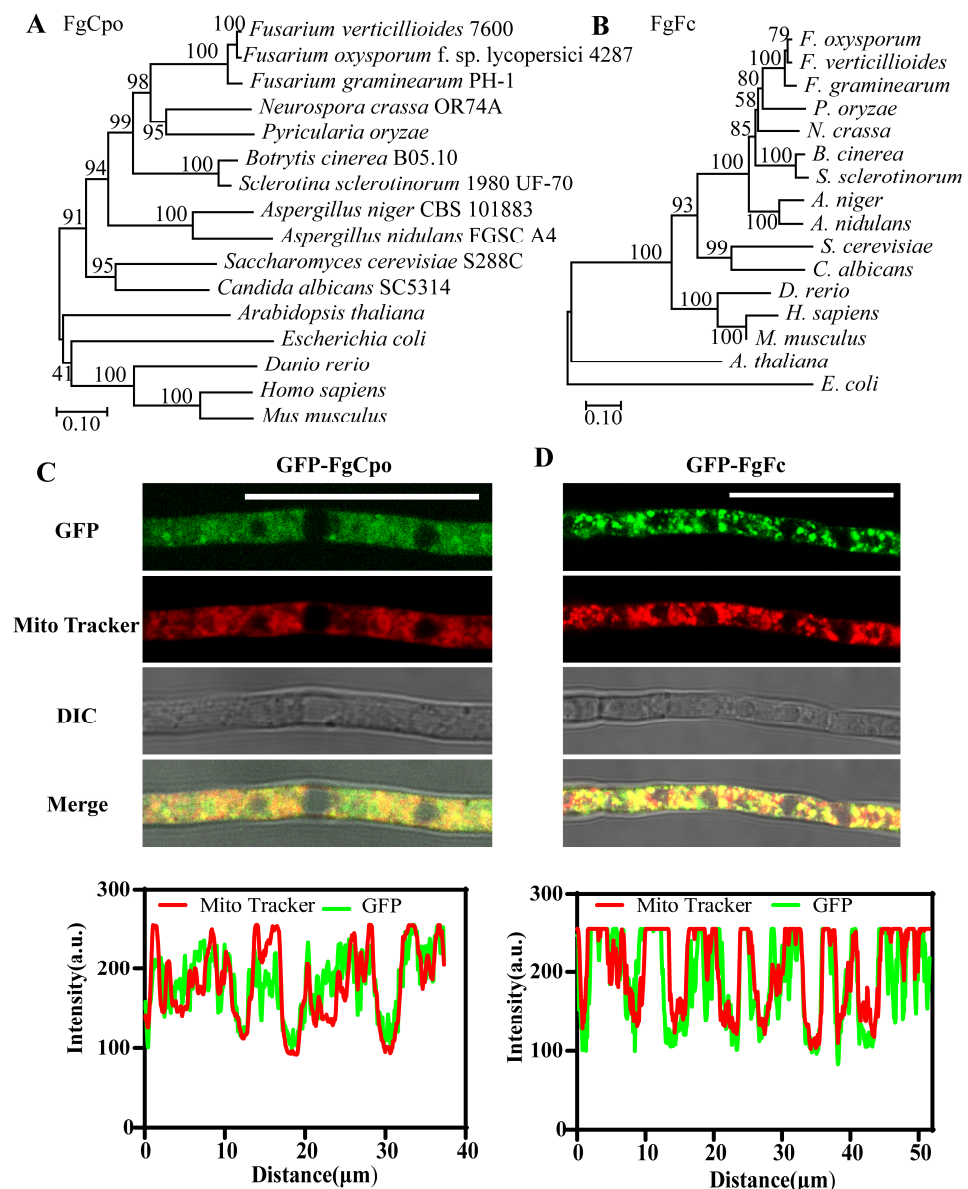 A FgCpo
100 Fusarium verticillioides 7600
100 Fusarium oxysporum f. sp. lycopersici 4287
Fusarium graminearum PH-1
98 Neurospora crassa OR74A
95 Pyricularia oryzae
99 Botrytis cinerea B05.10
100 Sclerotina sclerotinorum 1980 UF-70
94 Aspergillus niger CBS 101883
100 Aspergillus nidulans FGSC A4
91 Saccharomyces cerevisiae S288C
95 Candida albicans SC5314
Arabidopsis thaliana
Escherichia coli
41 Danio rerio
100 Homo sapiens
100 Mus musculus
0.10
B FgFc
79 F. oxysporum
100 F. verticillioides
80 F. graminearum
58 P. oryzae
85 N. crassa
100 B. cinerea
100 S. sclerotinorum
A. niger
100 A. nidulans
93 S. cerevisiae
99 C. albicans
100 D. rerio
100 H. sapiens
100 M. musculus
A. thaliana
E. coli
0.10
C GFP-FgCpo
D GFP-FgFc
GFP
Mito Tracker
DIC
Merge
Mito Tracker GFP
300
200
100
0
Intensity(a.u.)
0 10 20 30 40
Distance(μm)
Mito Tracker GFP
300
200
100
0
Intensity(a.u.)
0 10 20 30 40 50
Distance(μm)